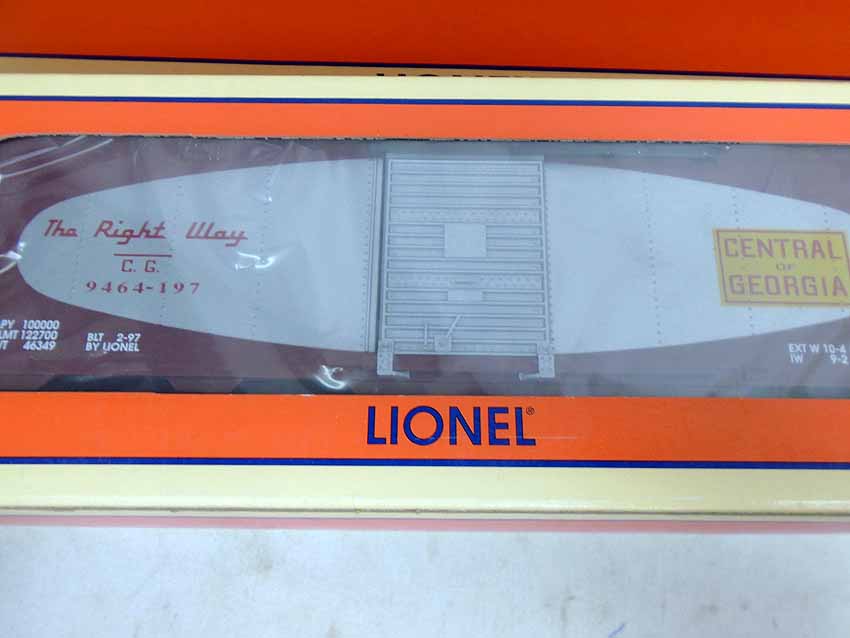 The Right Way
C. G.
9464-197
CENTRAL
OF
GEORGIA
PY 100000
LMT 122700
WT 46349
BLT 2-97
BY LIONEL
EXT W 10-4
IW 9-2
LIONEL®